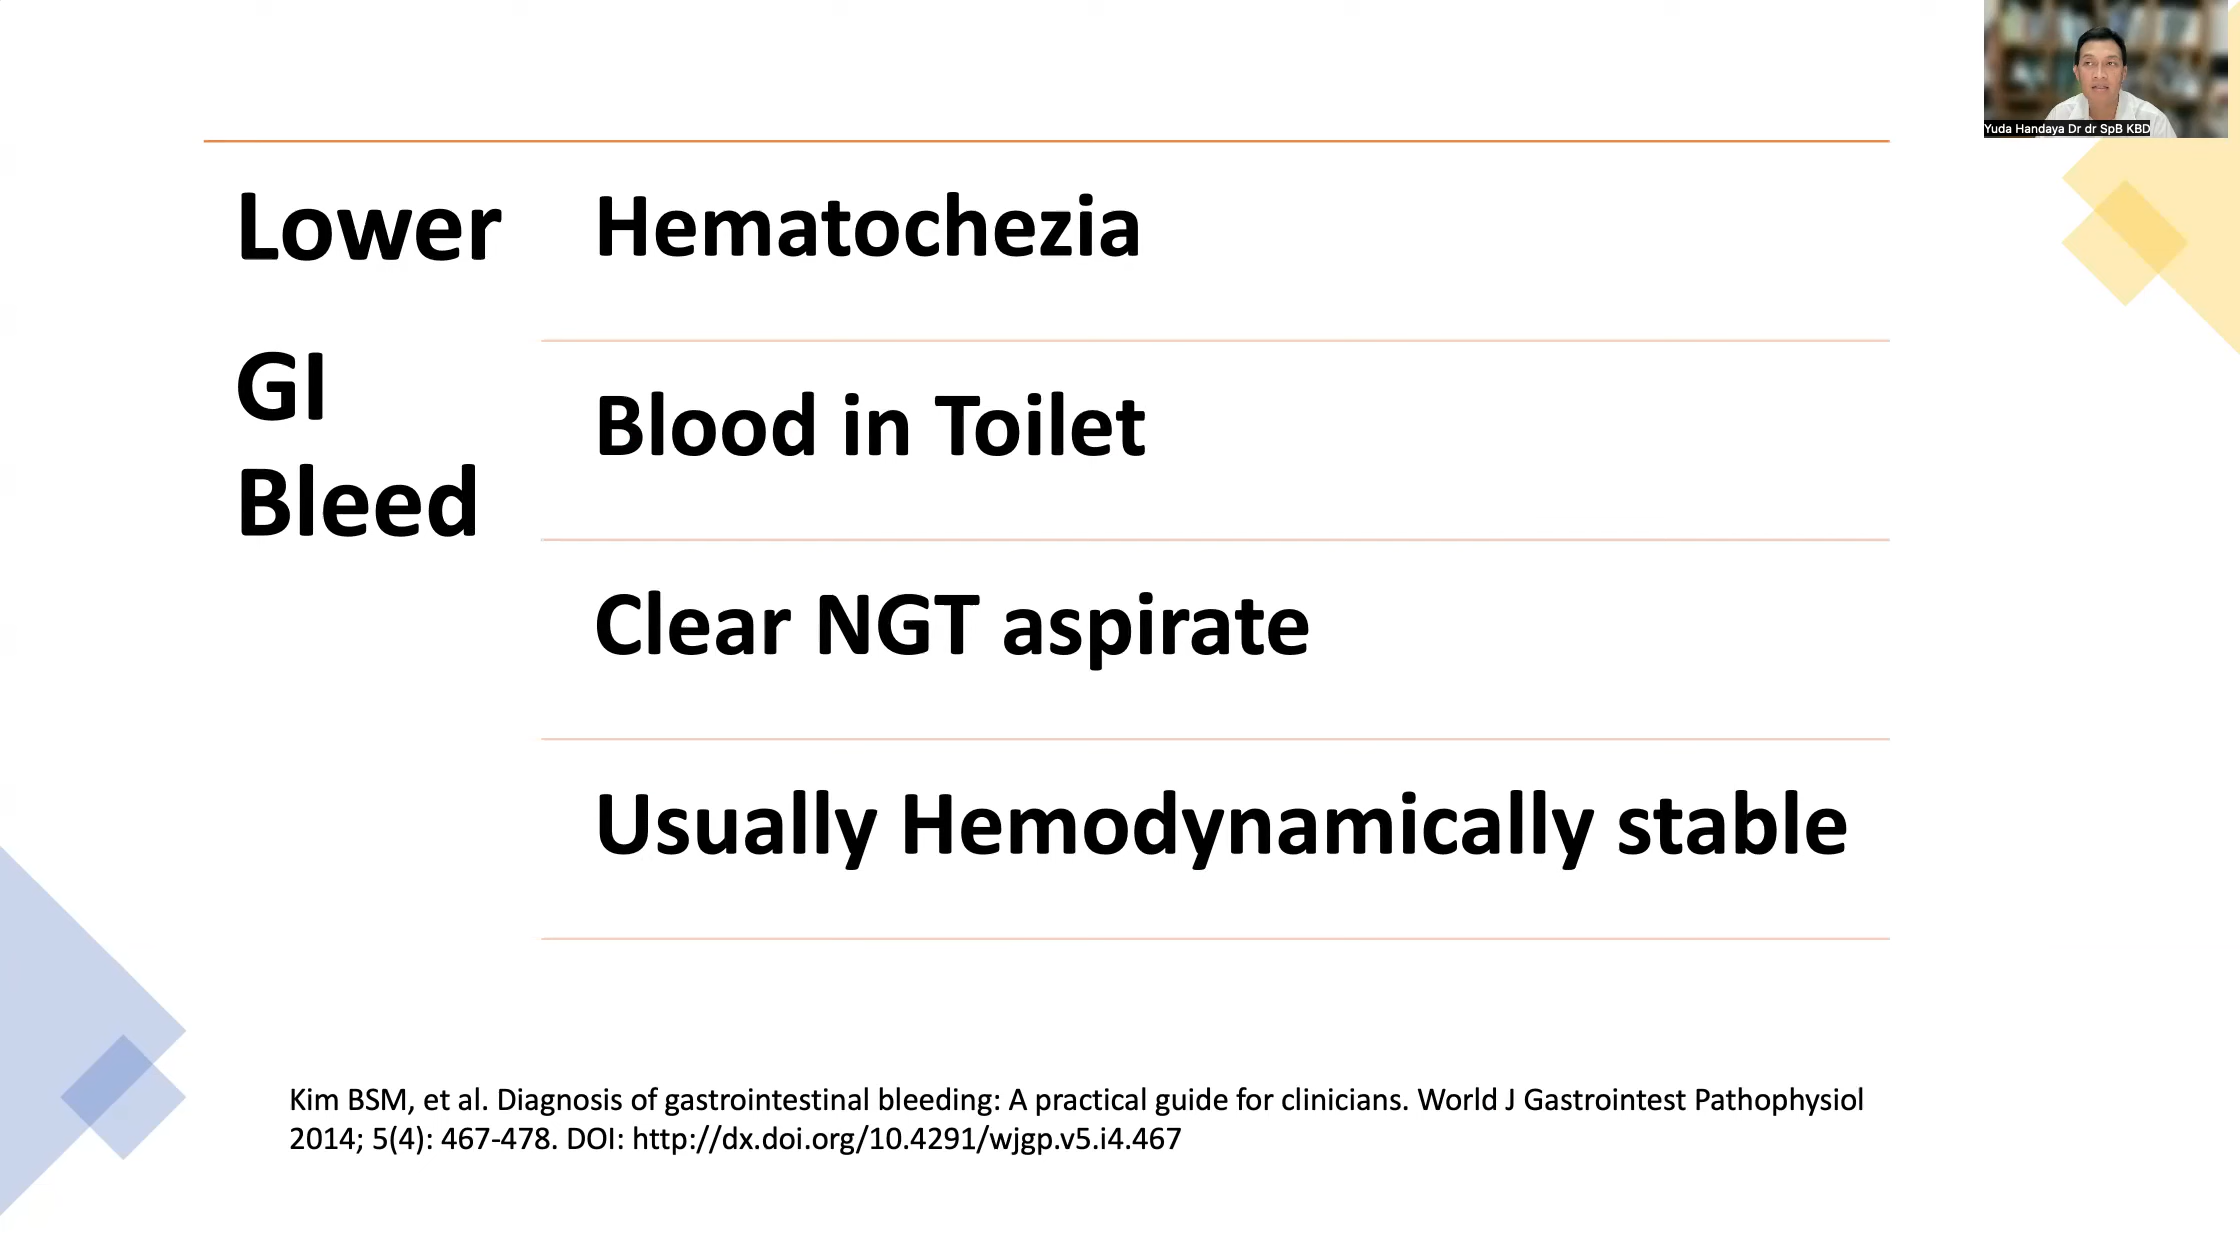 Yuda Handaya Dr dr SpB KBD
Lower
GI
Bleed
Hematochezia
Blood in Toilet
Clear NGT aspirate
Usually Hemodynamically stable
Kim BSM, et al. Diagnosis of gastrointestinal bleeding: A practical guide for clinicians. World J Gastrointest Pathophysiol
2014; 5(4): 467-478. DOI: http://dx.doi.org/10.4291/wjgp.v5.i4.467